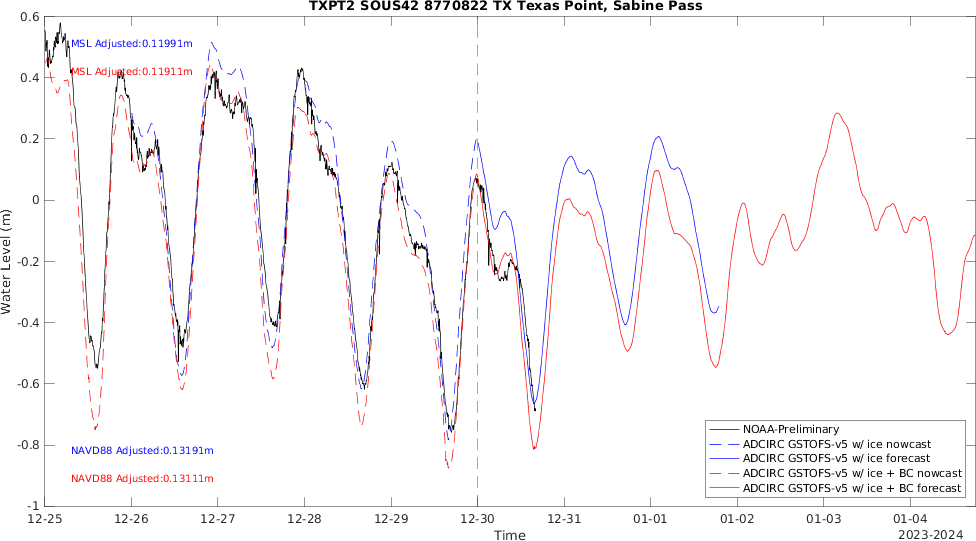 TXPT2 SOUS42 8770822 TX Texas Point, Sabine Pass
0.6
0.4
0.2
0
-0.2
-0.4
-0.6
-0.8
-1
Water Level (m)
MSL Adjusted:0.11991m
MSL Adjusted:0.11911m
NAVD88 Adjusted:0.13191m
NAVD88 Adjusted:0.13111m
NOAA-Preliminary
ADCIRC GSTOFS-v5 w/ ice nowcast
ADCIRC GSTOFS-v5 w/ ice forecast
ADCIRC GSTOFS-v5 w/ ice + BC nowcast
ADCIRC GSTOFS-v5 w/ ice + BC forecast
12-25 12-26 12-27 12-28 12-29 12-30 12-31 01-01 01-02 01-03 01-04
Time
2023-2024